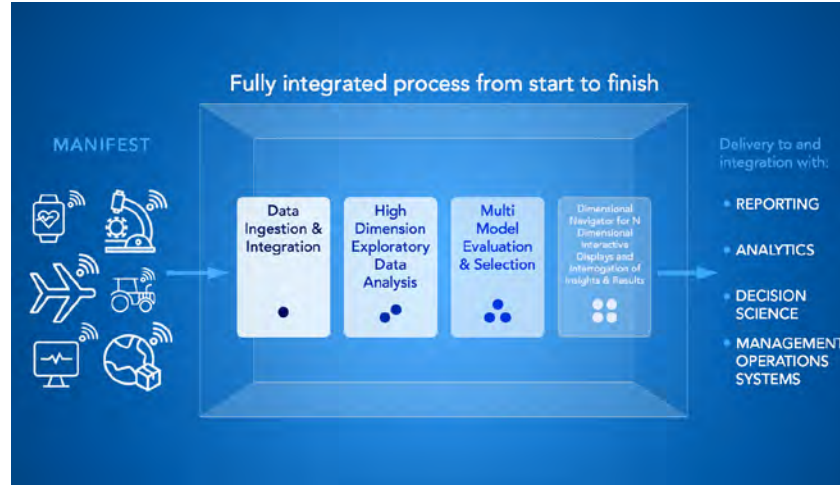 Fully integrated process from start to finish
MANIFEST
Data
Ingestion &
Integration
High
Dimension
Exploratory
Data
Analysis
Multi
Model
Evaluation
& Selection
Dimensional
Navigator for N
Dimensional
Interactive
Displays and
Interrogation of
Insights & Results
Delivery to and
integration with:
• REPORTING
• ANALYTICS
• DECISION
SCIENCE
• MANAGEMENT
OPERATIONS
SYSTEMS